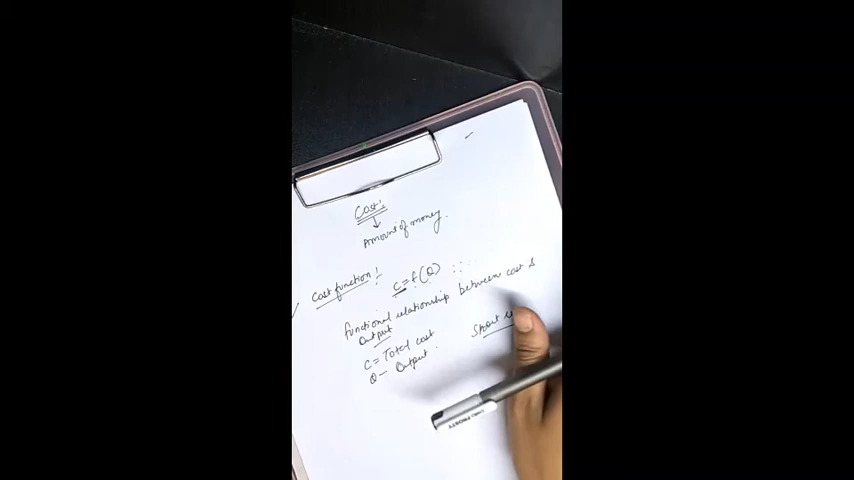 Cost:
Amount of money.
Cost function:
C = f(Q)
functional relationship between cost &
Output
C = Total cost
Short
Q - Output